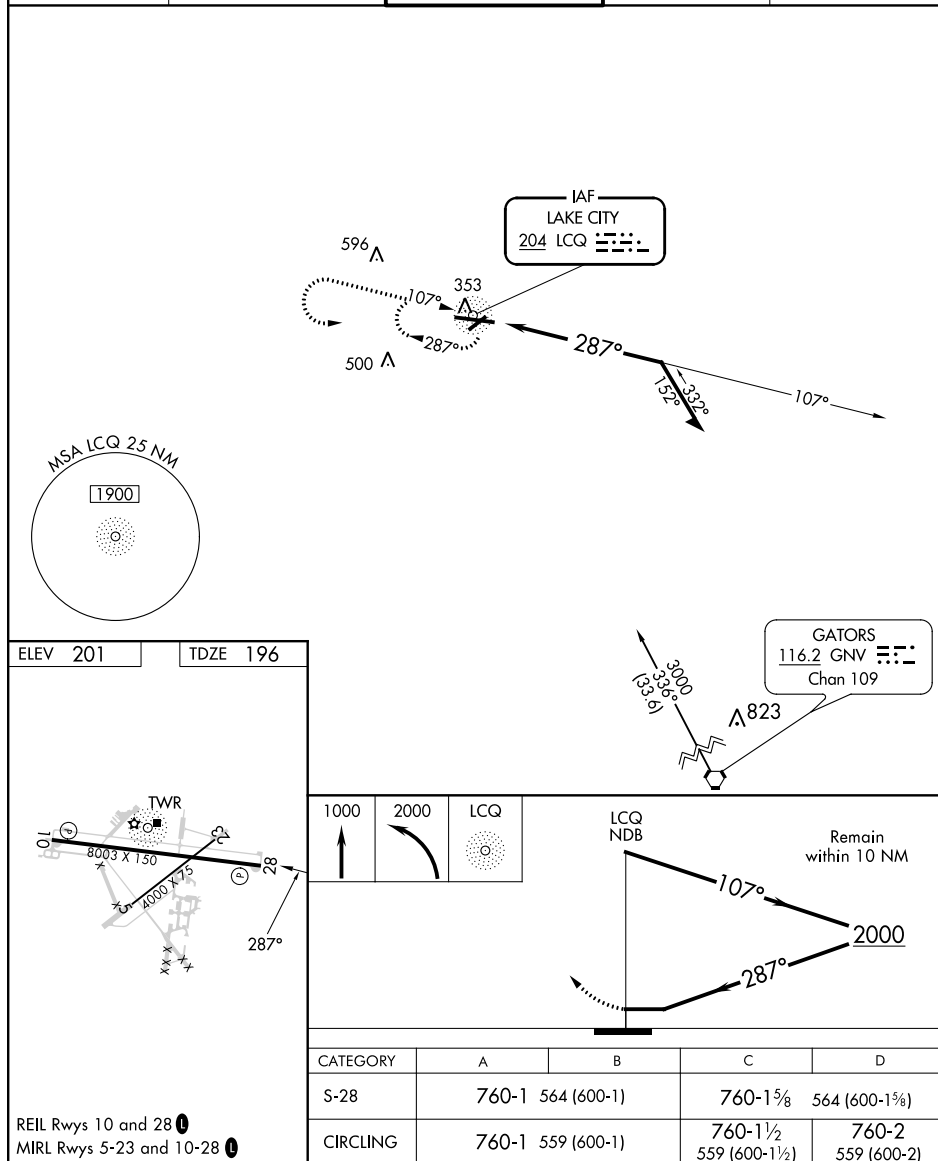 IAF
LAKE CITY
204 LCQ
596
353
107°
287°
500
287°
332°
152°
107°
MSA LCQ 25 NM
1900
GATORS
116.2 GNV
Chan 109
3000
336°
(33.6)
823
ELEV 201
TDZE 196
TWR
10
P
8003 X 150
23
28
P
5
4000 X 75
X
X
X
X
X
X
X
287°
REIL Rwys 10 and 28 L
MIRL Rwys 5-23 and 10-28 L
1000
2000
LCQ
LCQ
NDB
Remain
within 10 NM
107°
2000
287°
CATEGORY A B C D
S-28 760-1 564 (600-1) 760-1⅝ 564 (600-1⅝)
CIRCLING 760-1 559 (600-1) 760-1½ 559 (600-1½) 760-2 559 (600-2)